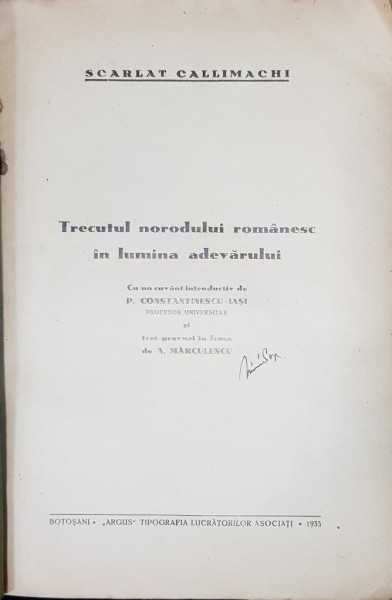 SCARLAT CALLIMACHI
Trecutul norodului românesc
în lumina adevărului
Cu un cuvânt introductiv de
P. CONSTANTINESCU-IAȘI
PROFESOR UNIVERSITAR
și
trei gravuri în lemn
de A. MĂRCULESCU
BOTOȘANI • „ARGUS” TIPOGRAFIA LUCRĂTORILOR ASOCIAȚI • 1935